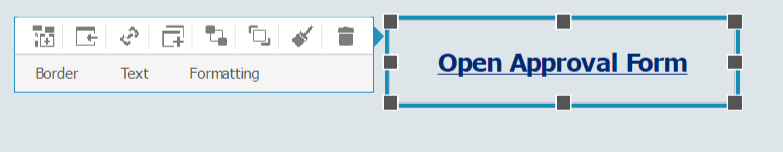 Open Approval Form
Border Text Formatting